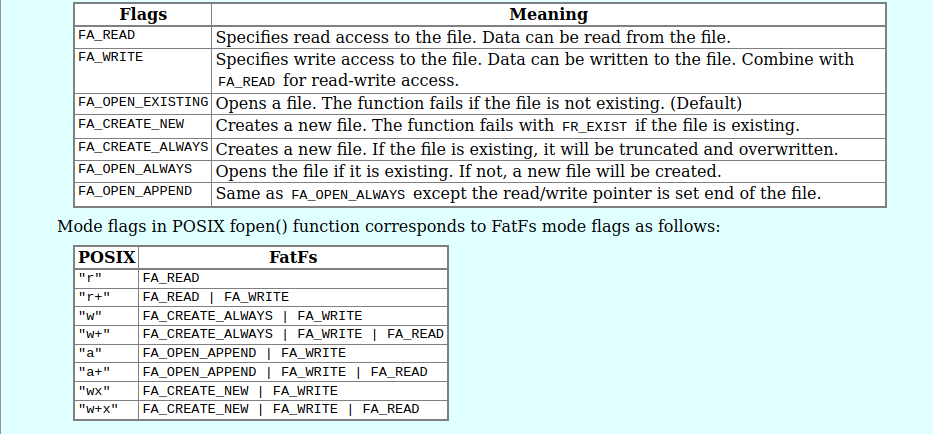 Flags Meaning
FA_READ Specifies read access to the file. Data can be read from the file.
FA_WRITE Specifies write access to the file. Data can be written to the file. Combine with
FA_READ for read-write access.
FA_OPEN_EXISTING Opens a file. The function fails if the file is not existing. (Default)
FA_CREATE_NEW Creates a new file. The function fails with FR_EXIST if the file is existing.
FA_CREATE_ALWAYS Creates a new file. If the file is existing, it will be truncated and overwritten.
FA_OPEN_ALWAYS Opens the file if it is existing. If not, a new file will be created.
FA_OPEN_APPEND Same as FA_OPEN_ALWAYS except the read/write pointer is set end of the file.
Mode flags in POSIX fopen() function corresponds to FatFs mode flags as follows:
POSIX FatFs
"r" FA_READ
"r+" FA_READ | FA_WRITE
"w" FA_CREATE_ALWAYS | FA_WRITE
"w+" FA_CREATE_ALWAYS | FA_WRITE | FA_READ
"a" FA_OPEN_APPEND | FA_WRITE
"a+" FA_OPEN_APPEND | FA_WRITE | FA_READ
"wx" FA_CREATE_NEW | FA_WRITE
"w+x" FA_CREATE_NEW | FA_WRITE | FA_READ